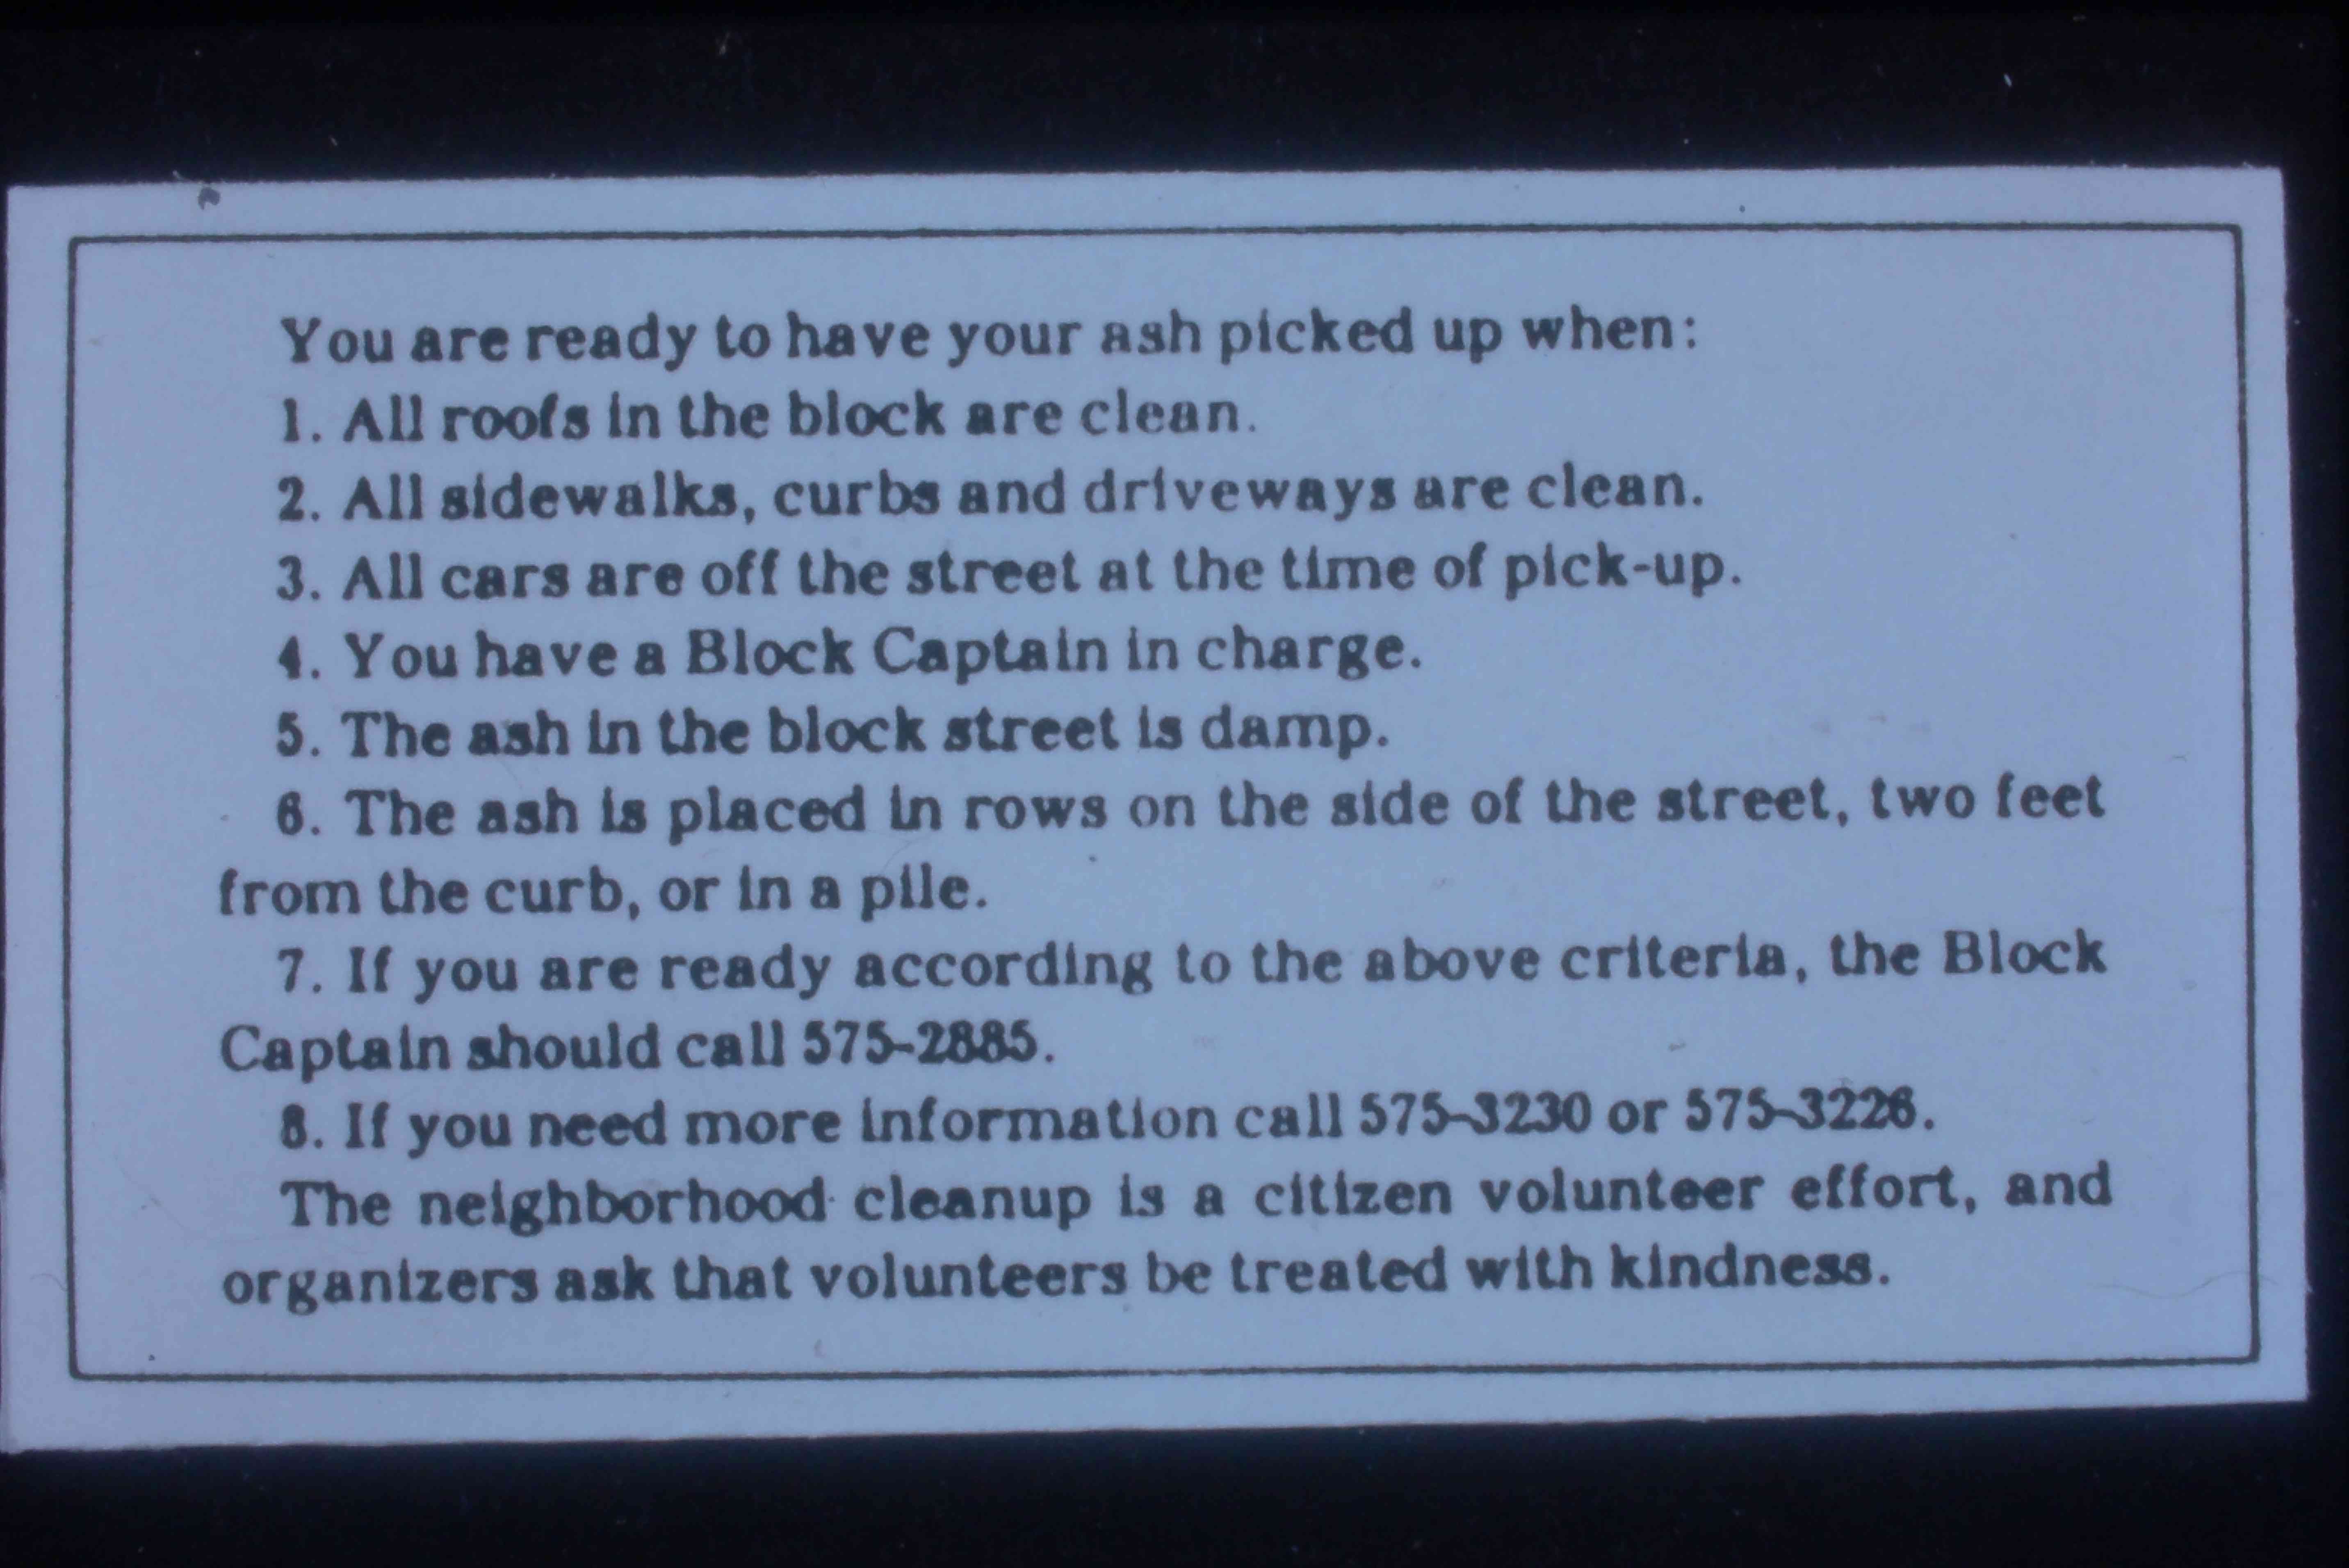 You are ready to have your ash picked up when:
1. All roofs in the block are clean.
2. All sidewalks, curbs and driveways are clean.
3. All cars are off the street at the time of pick-up.
4. You have a Block Captain in charge.
5. The ash in the block street is damp.
6. The ash is placed in rows on the side of the street, two feet
from the curb, or in a pile.
7. If you are ready according to the above criteria, the Block
Captain should call 575-2885.
8. If you need more information call 575-3230 or 575-3226.
The neighborhood cleanup is a citizen volunteer effort, and
organizers ask that volunteers be treated with kindness.